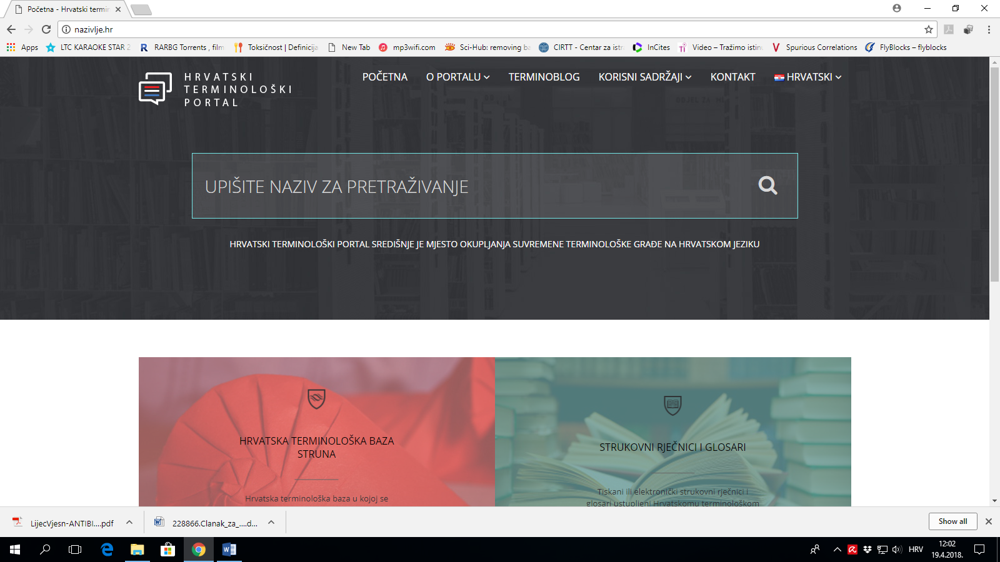 Početna - Hrvatski termin
nazivlje.hr
Apps LTC KARAOKE STAR 2 RARBG Torrents , film Toksičnost | Definicija New Tab mp3wifi.com Sci-Hub: removing ba CIRTT - Centar za istr InCites Video – Tražimo istinu Spurious Correlations FlyBlocks – flyblocks
HRVATSKI
TERMINOLOŠKI
PORTAL
POČETNA O PORTALU TERMINOBLOG KORISNI SADRŽAJI KONTAKT HRVATSKI
UPIŠITE NAZIV ZA PRETRAŽIVANJE
HRVATSKI TERMINOLOŠKI PORTAL SREDIŠNJE JE MJESTO OKUPLJANJA SUVREMENE TERMINOLOŠKE GRAĐE NA HRVATSKOM JEZIKU
HRVATSKA TERMINOLOŠKA BAZA
STRUNA
Hrvatska terminološka baza u kojoj se
STRUKOVNI RJEČNICI I GLOSARI
Tiskani ili elektronički strukovni rječnici i
glosari ustupljeni Hrvatskomu terminološkom
LijecVjesn-ANTIBI....pdf 228866.Clanak_za_....d... Show all
HRV 12:02
19.4.2018.